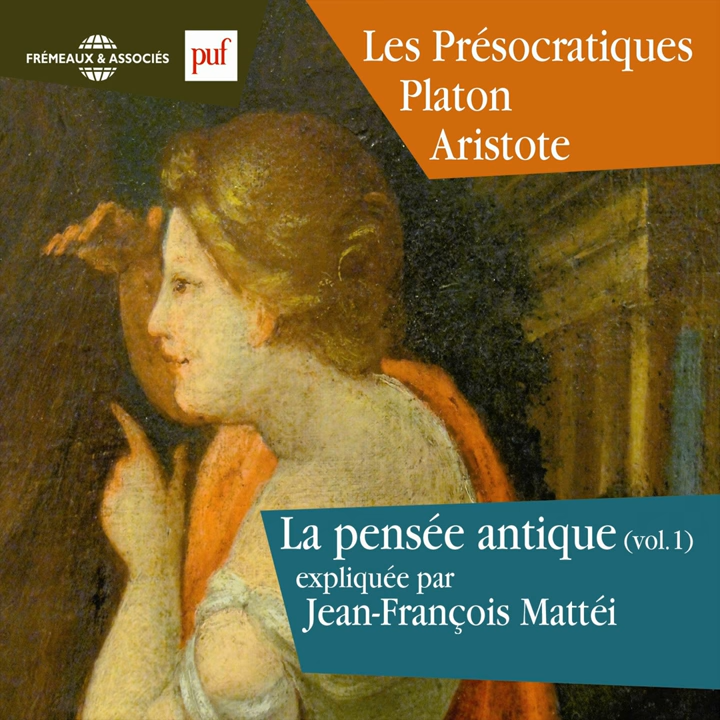 FRÉMEAUX & ASSOCIÉS
puf
Les Présocratiques
Platon
Aristote
La pensée antique (vol. 1)
expliquée par
Jean-François Mattéi